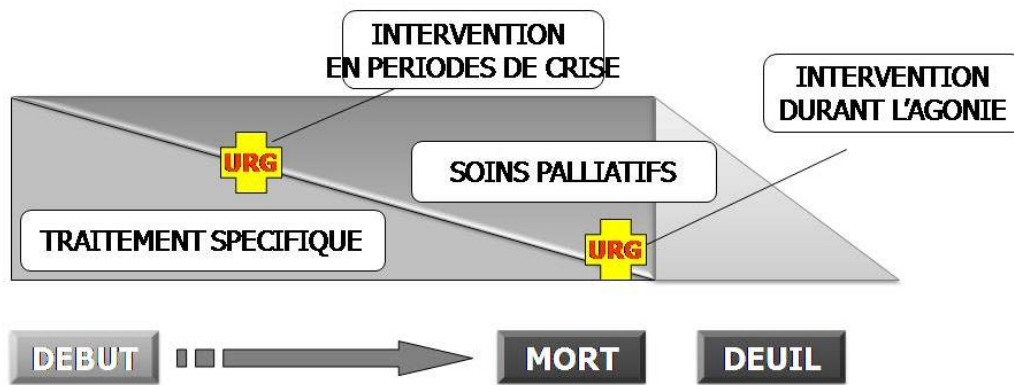 INTERVENTION
EN PERIODES DE CRISE
INTERVENTION
DURANT L'AGONIE
URG
SOINS PALLIATIFS
TRAITEMENT SPECIFIQUE
URG
DEBUT
MORT
DEUIL